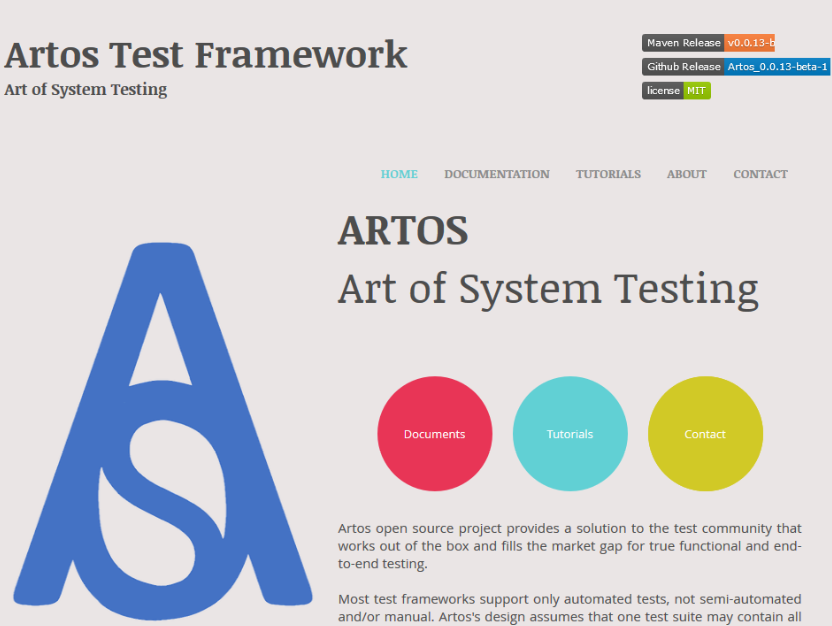 Artos Test Framework
Art of System Testing
Maven Release v0.0.13-b
Github Release Artos_0.0.13-beta-1
license MIT
HOME DOCUMENTATION TUTORIALS ABOUT CONTACT
ARTOS
Art of System Testing
Documents Tutorials Contact
Artos open source project provides a solution to the test community that
works out of the box and fills the market gap for true functional and end-
to-end testing.
Most test frameworks support only automated tests, not semi-automated
and/or manual. Artos's design assumes that one test suite may contain all